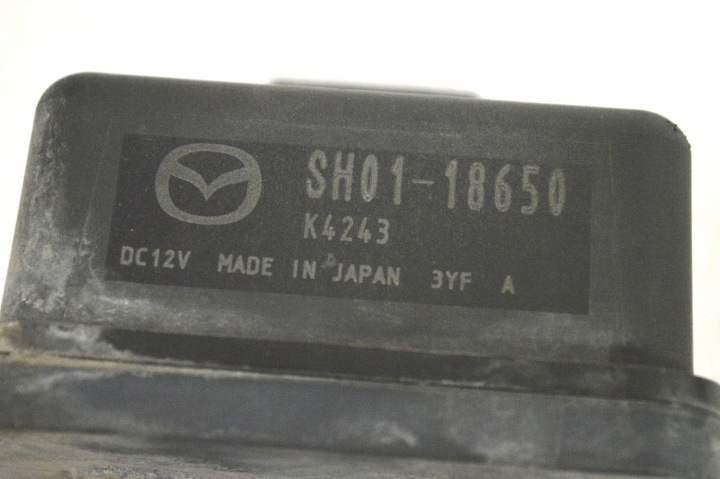 SH01-18650
K4243
DC12V MADE IN JAPAN 3YF A